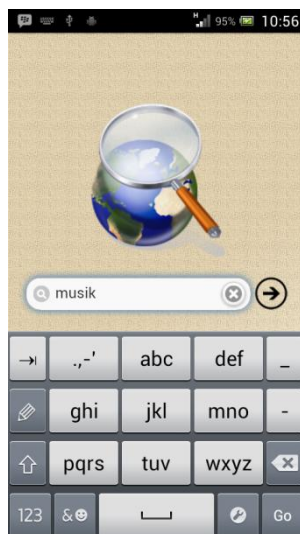 H 95% 10:56
musik
.,-' abc def _
ghi jkl mno -
pqrs tuv wxyz
123 &☻ Go